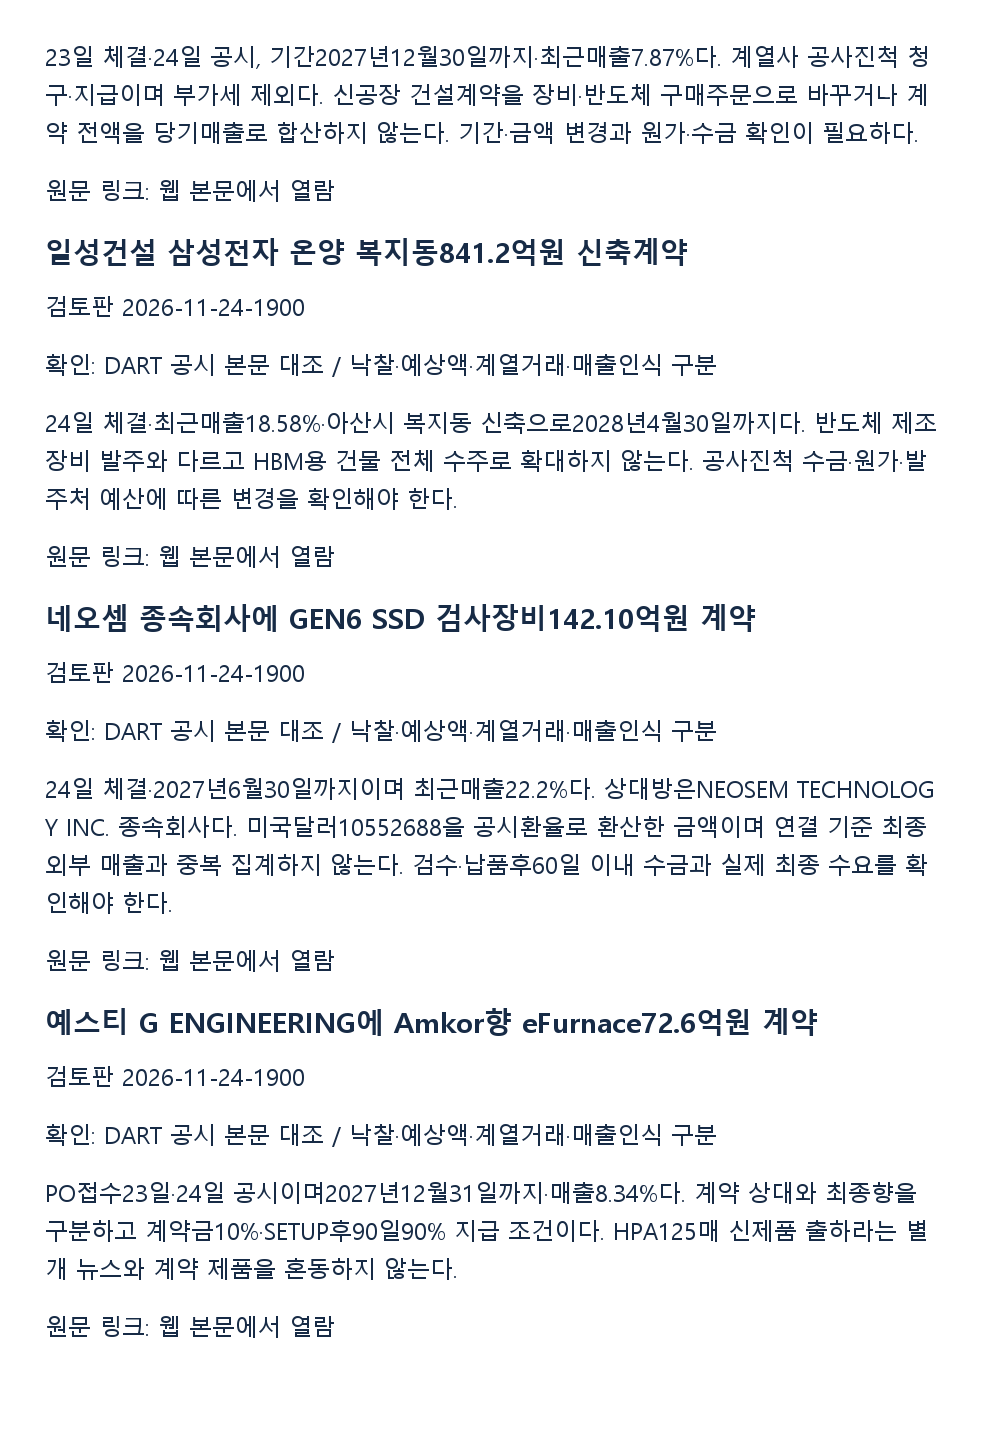 23일 체결·24일 공시, 기간2027년12월30일까지·최근매출7.87%다. 계열사 공사진척 청
구·지급이며 부가세 제외다. 신공장 건설계약을 장비·반도체 구매주문으로 바꾸거나 계
약 전액을 당기매출로 합산하지 않는다. 기간·금액 변경과 원가·수금 확인이 필요하다.
원문 링크: 웹 본문에서 열람
일성건설 삼성전자 온양 복지동841.2억원 신축계약
검토판 2026-11-24-1900
확인: DART 공시 본문 대조 / 낙찰·예상액·계열거래·매출인식 구분
24일 체결·최근매출18.58%·아산시 복지동 신축으로2028년4월30일까지다. 반도체 제조
장비 발주와 다르고 HBM용 건물 전체 수주로 확대하지 않는다. 공사진척 수금·원가·발
주처 예산에 따른 변경을 확인해야 한다.
원문 링크: 웹 본문에서 열람
네오셈 종속회사에 GEN6 SSD 검사장비142.10억원 계약
검토판 2026-11-24-1900
확인: DART 공시 본문 대조 / 낙찰·예상액·계열거래·매출인식 구분
24일 체결·2027년6월30일까지이며 최근매출22.2%다. 상대방은NEOSEM TECHNOLOG
Y INC. 종속회사다. 미국달러10552688을 공시환율로 환산한 금액이며 연결 기준 최종
외부 매출과 중복 집계하지 않는다. 검수·납품후60일 이내 수금과 실제 최종 수요를 확
인해야 한다.
원문 링크: 웹 본문에서 열람
예스티 G ENGINEERING에 Amkor향 eFurnace72.6억원 계약
검토판 2026-11-24-1900
확인: DART 공시 본문 대조 / 낙찰·예상액·계열거래·매출인식 구분
PO접수23일·24일 공시이며2027년12월31일까지·매출8.34%다. 계약 상대와 최종향을
구분하고 계약금10%·SETUP후90일90% 지급 조건이다. HPA125매 신제품 출하라는 별
개 뉴스와 계약 제품을 혼동하지 않는다.
원문 링크: 웹 본문에서 열람